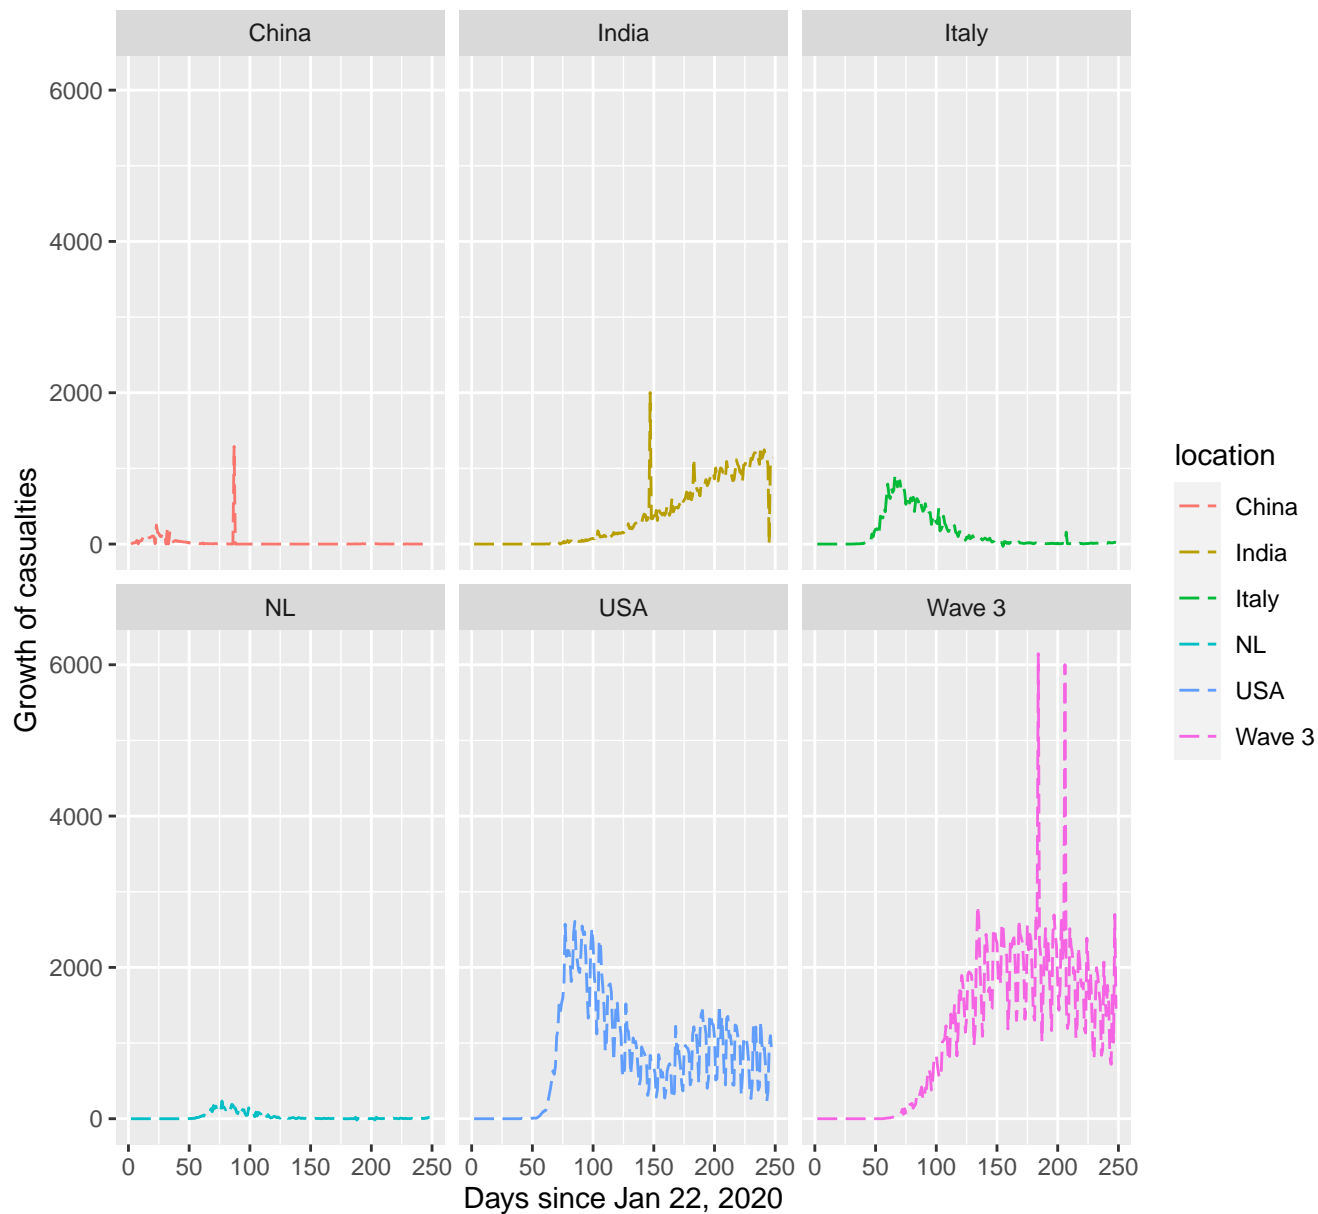 China
India
Italy
6000
4000
2000
0
NL
USA
Wave 3
6000
4000
2000
0
0 50 100 150 200 250
0 50 100 150 200 250
0 50 100 150 200 250
Growth of casualties
Days since Jan 22, 2020
location
China
India
Italy
NL
USA
Wave 3